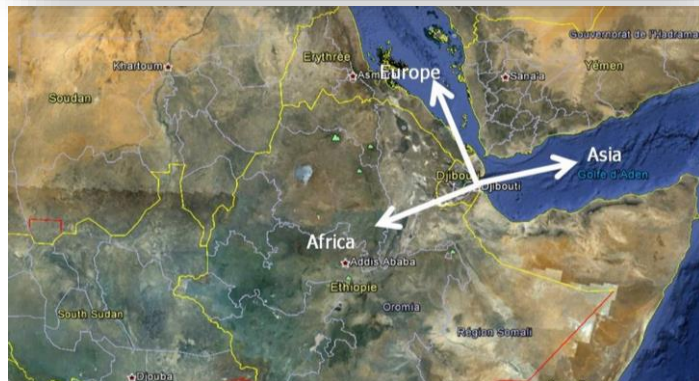 Gouvernorat de l'Hadrama
Khartoum
Erythrée
Asm
Europe
Sana'a
Yémen
Soudan
Asia
Djibouti
Djibouti
Golfe d'Aden
Africa
Addis Ababa
Ethiopie
Oromia
South Sudan
Région Somali
Djouba